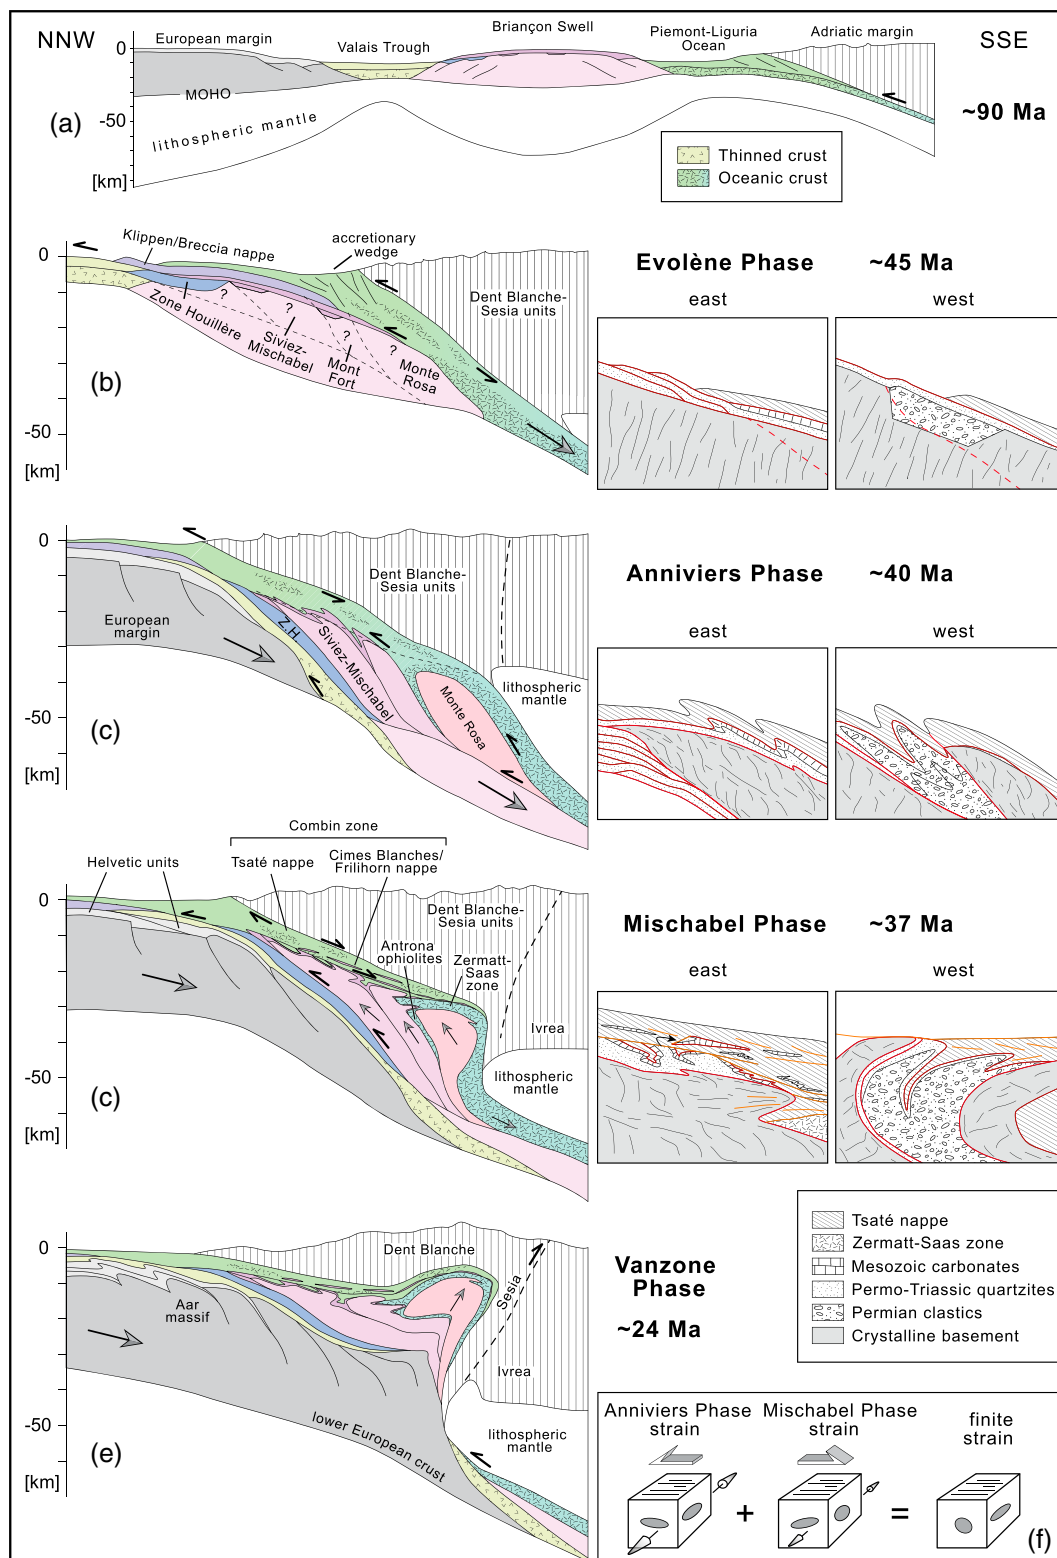 NNW
European margin
Valais Trough
Briançon Swell
Piemont-Liguria
Ocean
Adriatic margin
SSE
0
-50
[km]
MOHO
lithospheric mantle
(a)
~90 Ma
Thinned crust
Oceanic crust
Klippen/Breccia nappe
accretionary
wedge
0
-50
[km]
Zone Houillère
?
Siviez-
Mischabel
?
Mont
Fort
?
Monte
Rosa
?
Dent Blanche-
Sesia units
(b)
Evolène Phase ~45 Ma
east
west
0
-50
[km]
European
margin
Z.H
Siviez-Mischabel
Monte Rosa
Dent Blanche-
Sesia units
lithospheric
mantle
(c)
Anniviers Phase ~40 Ma
east
west
Combin zone
Helvetic units
Tsaté nappe
Cimes Blanches/
Frilihorn nappe
0
-50
[km]
Dent Blanche-
Sesia units
Antrona
ophiolites
Zermatt-
Saas
zone
Ivrea
lithospheric
mantle
(c)
Mischabel Phase ~37 Ma
east
west
Tsaté nappe
Zermatt-Saas zone
Mesozoic carbonates
Permo-Triassic quartzites
Permian clastics
Crystalline basement
0
-50
[km]
Dent Blanche
Sesia
Aar
massif
Ivrea
lower European crust
lithospheric
mantle
(e)
Vanzone
Phase
~24 Ma
Anniviers Phase
strain
Mischabel Phase
strain
finite
strain
+
=
(f)